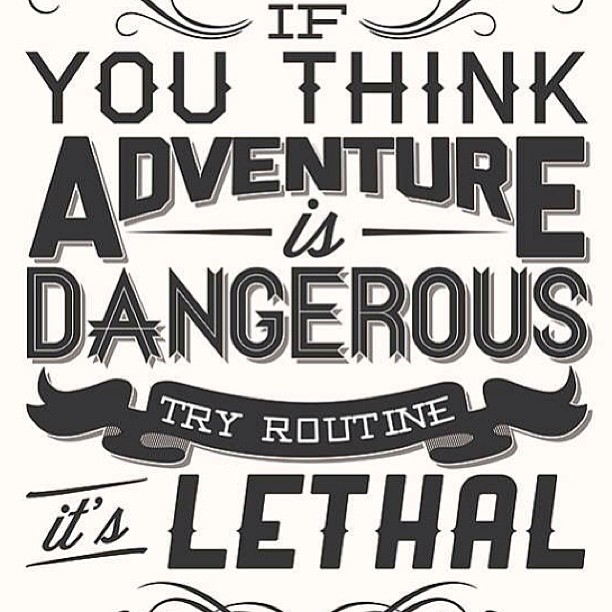 IF
YOU THINK
ADVENTURE
is
DANGEROUS
TRY ROUTINE
it's LETHAL